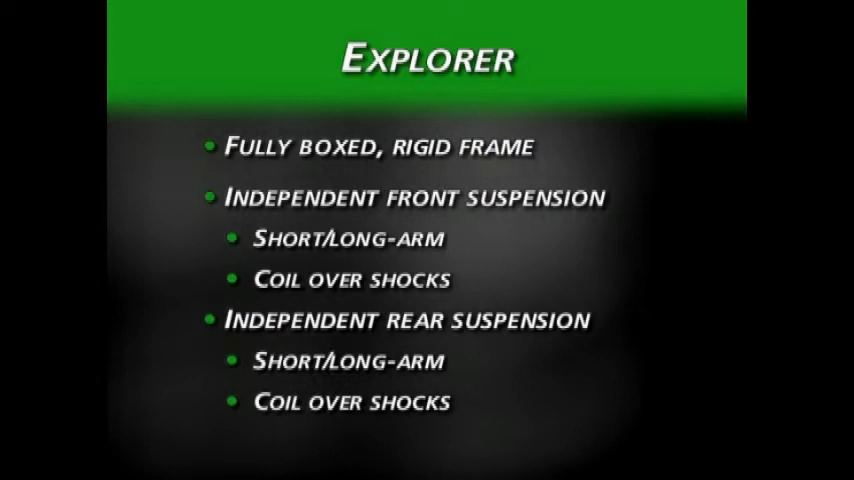 EXPLORER
• FULLY BOXED, RIGID FRAME
• INDEPENDENT FRONT SUSPENSION
• SHORT/LONG-ARM
• COIL OVER SHOCKS
• INDEPENDENT REAR SUSPENSION
• SHORT/LONG-ARM
• COIL OVER SHOCKS